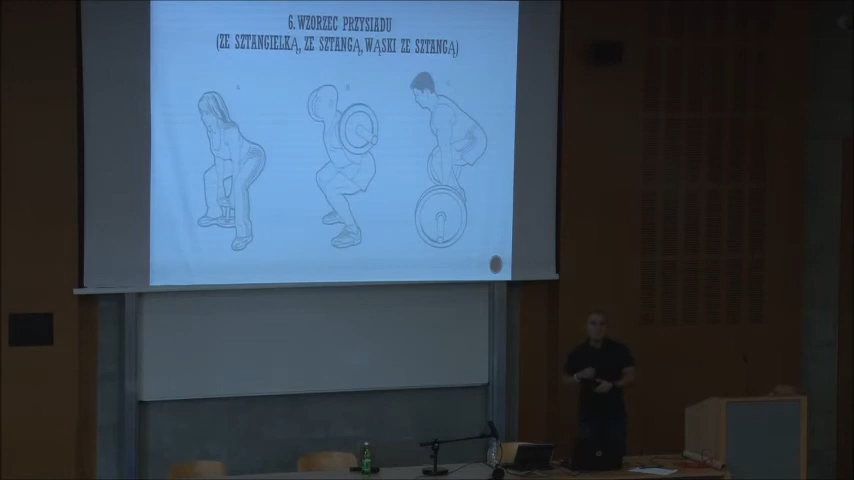 6. WZORZEC PRZYSIADU
(ZE SZTANGIELKĄ, ZE SZTANGĄ, WĄSKI ZE SZTANGĄ)
A
B
C